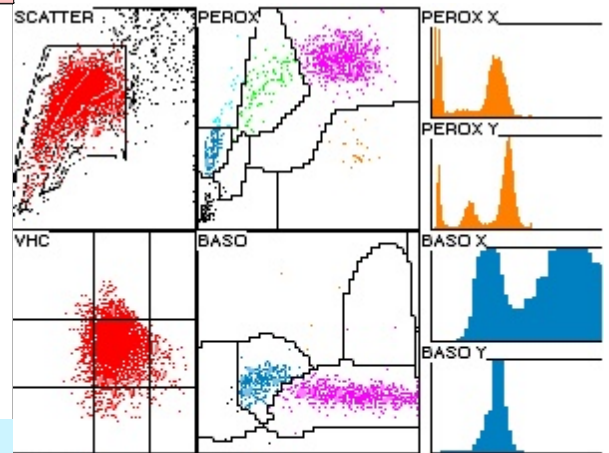 SCATTER
PEROX
PEROX X
PEROX Y
VHC
BASO
BASO X
BASO Y